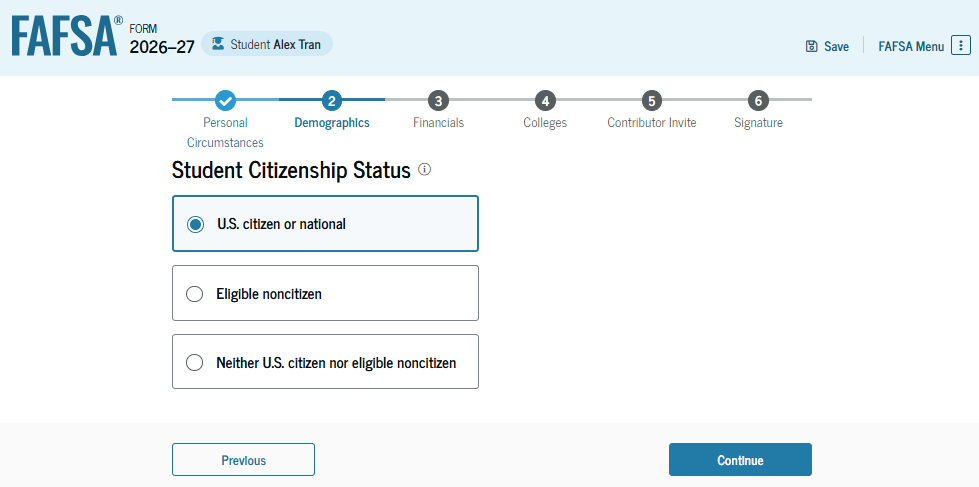 FAFSA® FORM
2026–27
Student Alex Tran
Save
FAFSA Menu
2
3
4
5
6
Personal
Circumstances
Demographics
Financials
Colleges
Contributor Invite
Signature
Student Citizenship Status
U.S. citizen or national
Eligible noncitizen
Neither U.S. citizen nor eligible noncitizen
Previous
Continue